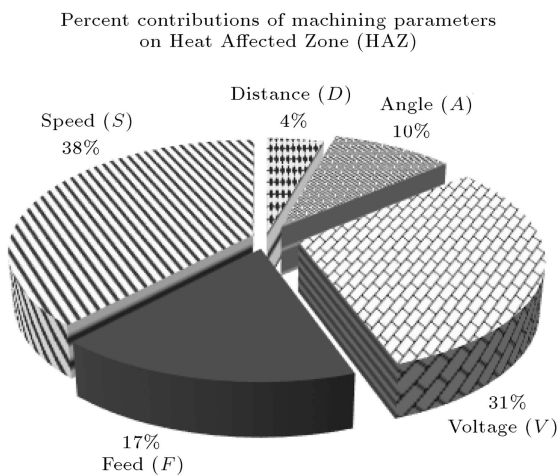 Percent contributions of machining parameters
on Heat Affected Zone (HAZ)
Distance (D)
4%
Angle (A)
10%
Speed (S)
38%
31%
Voltage (V)
17%
Feed (F)